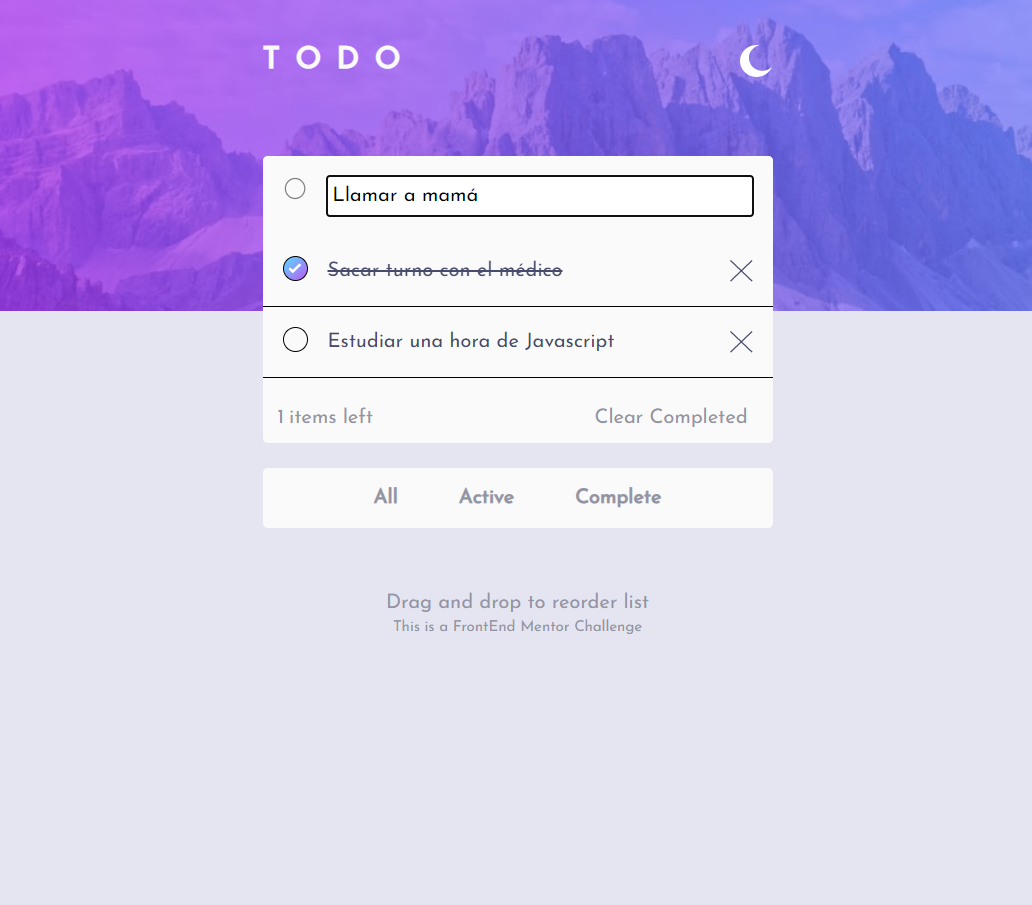 TODO
Llamar a mamá
Sacar turno con el médico
Estudiar una hora de Javascript
1 items left Clear Completed
All Active Complete
Drag and drop to reorder list
This is a FrontEnd Mentor Challenge